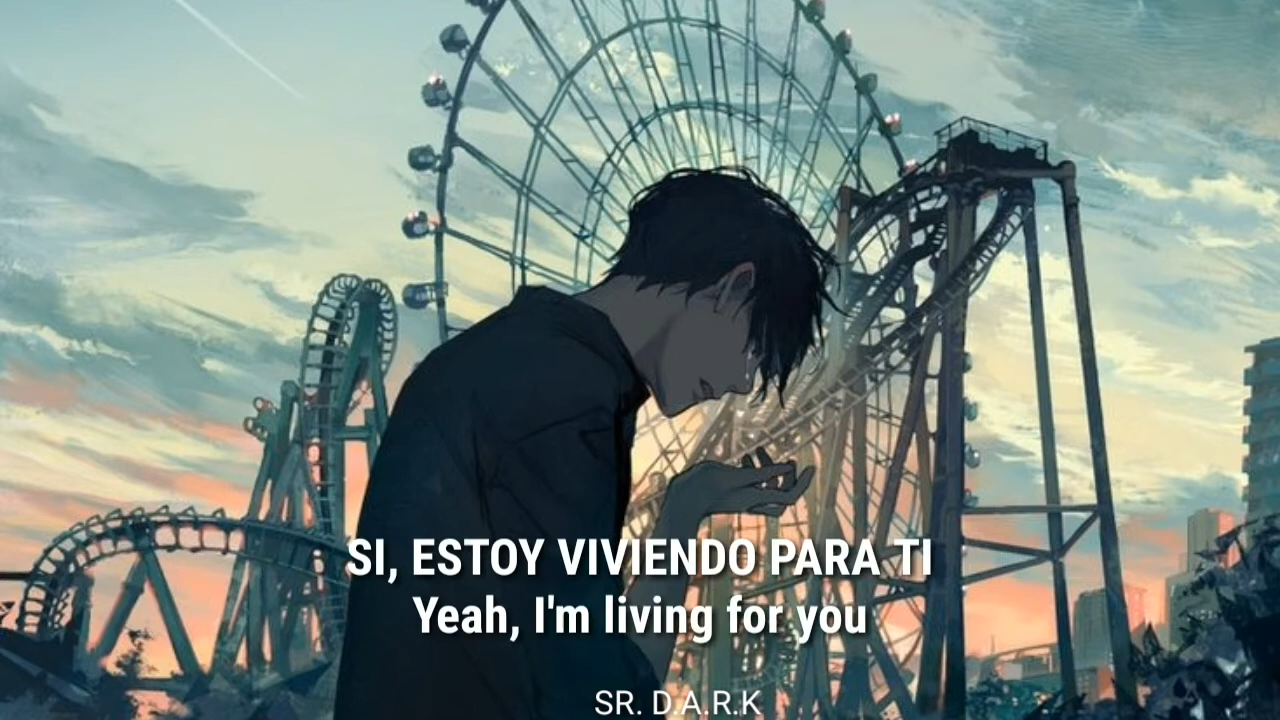 SI, ESTOY VIVIENDO PARA TI
Yeah, I'm living for you
SR. D.A.R.K